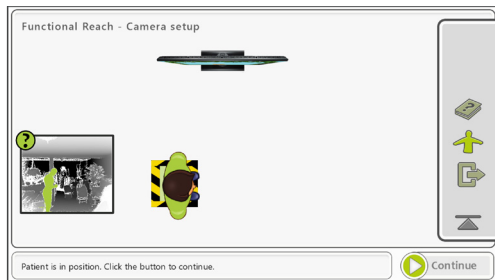 Functional Reach - Camera setup
?
?
Patient is in position. Click the button to continue.
Continue